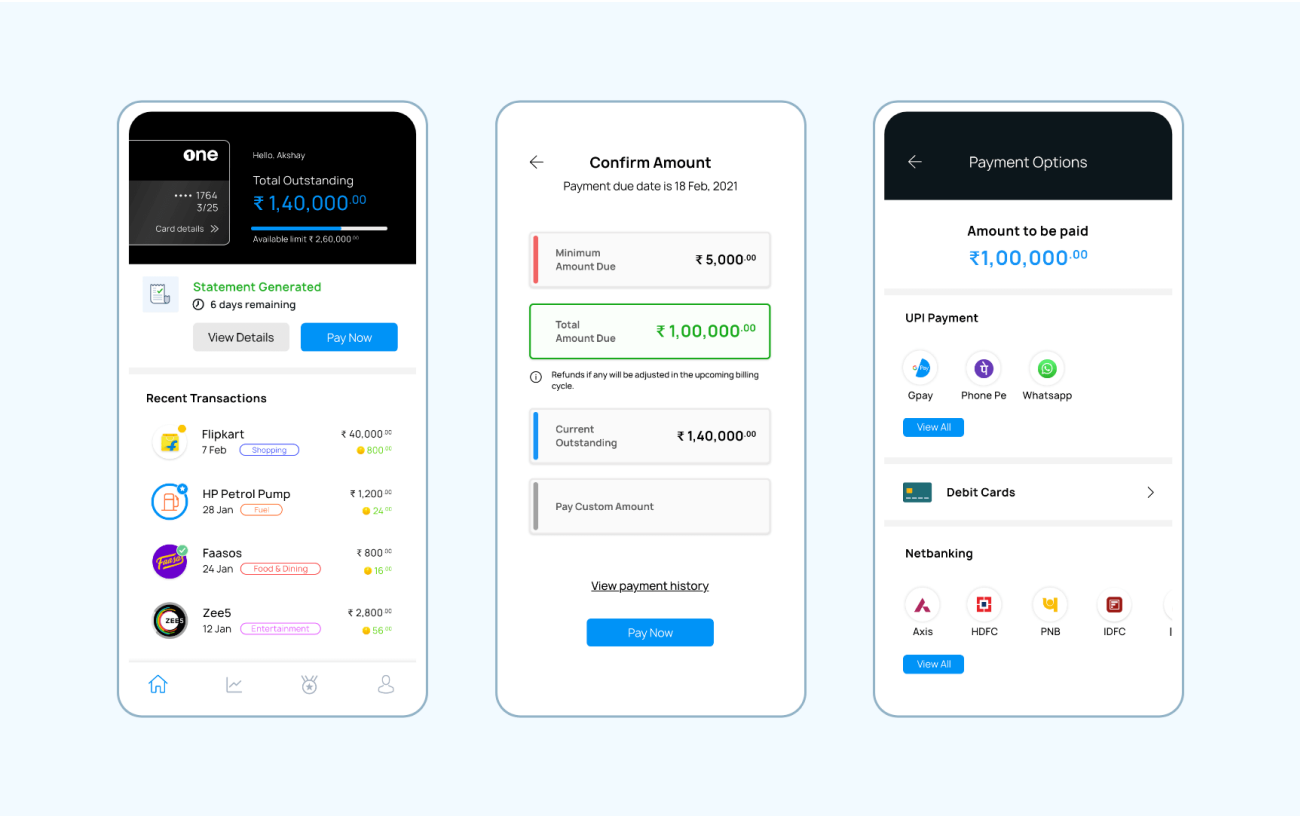 one
Hello, Akshay
Total Outstanding
₹ 1,40,000.00
•••• 1764
3/25
Card details
Available limit ₹ 2,60,000.00
Statement Generated
6 days remaining
View Details
Pay Now
Recent Transactions
Flipkart
₹ 40,000.00
7 Feb
Shopping
800.00
HP Petrol Pump
₹ 1,200.00
28 Jan
Fuel
24.00
Faasos
Faasos
₹ 800.00
24 Jan
Food & Dining
16.00
ZEE5
Zee5
₹ 2,800.00
12 Jan
Entertainment
56.00
Confirm Amount
Payment due date is 18 Feb, 2021
Minimum
Amount Due
₹ 5,000.00
Total
Amount Due
₹ 1,00,000.00
Refunds if any will be adjusted in the upcoming billing
cycle.
Current
Outstanding
₹ 1,40,000.00
Pay Custom Amount
View payment history
Pay Now
Payment Options
Amount to be paid
₹1,00,000.00
UPI Payment
पे
Gpay
Phone Pe
Whatsapp
View All
Debit Cards
Netbanking
Axis
HDFC
PNB
IDFC
View All